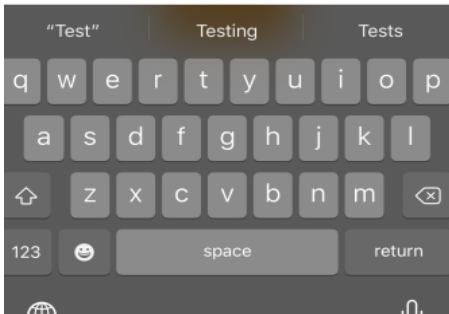 “Test” Testing Tests
q w e r t y u i o p
a s d f g h j k l
z x c v b n m
123 space return